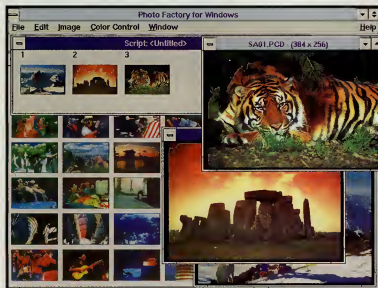 Photo Factory for Windows
File Edit Image Color Control Window Help
Script: <Untitled>
1 2 3
SA01.PCD - (384 x 256)